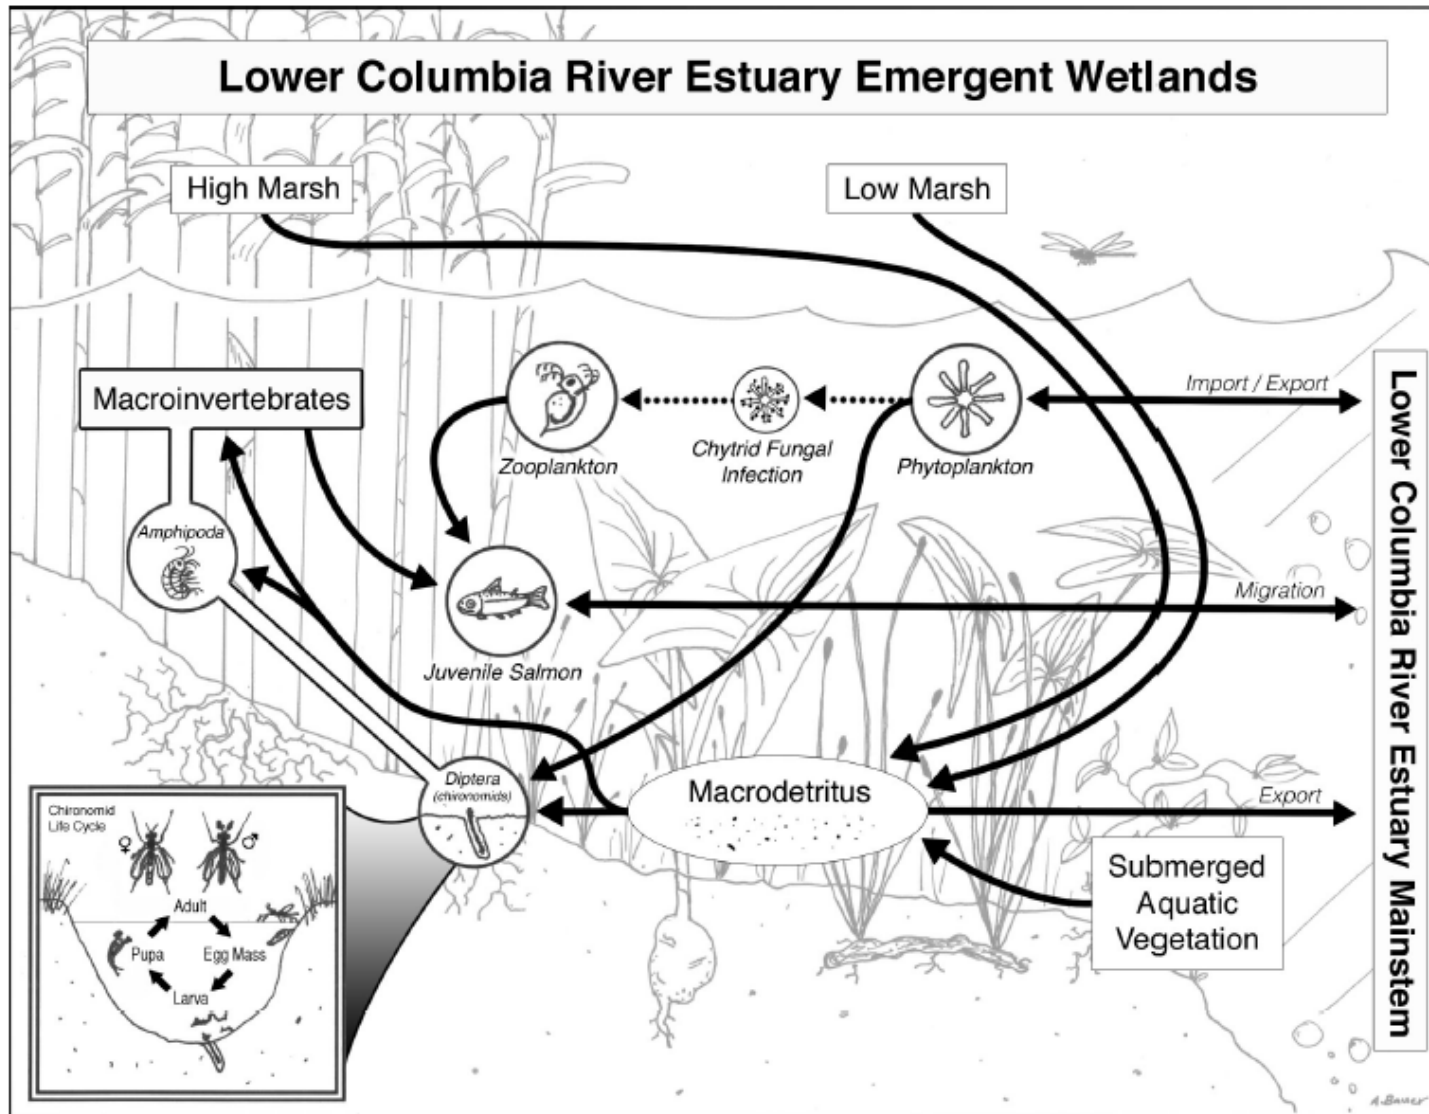 Lower Columbia River Estuary Emergent Wetlands
High Marsh
Low Marsh
Macroinvertebrates
Zooplankton
Chytrid Fungal
Infection
Phytoplankton
Import / Export
Amphipoda
Juvenile Salmon
Migration
Diptera
(chironomids)
Macrodetritus
Export
Submerged
Aquatic
Vegetation
Lower Columbia River Estuary Mainstem
Chironomid
Life Cycle
♀
♂
Adult
Pupa
Egg Mass
Larva
A. Bauer